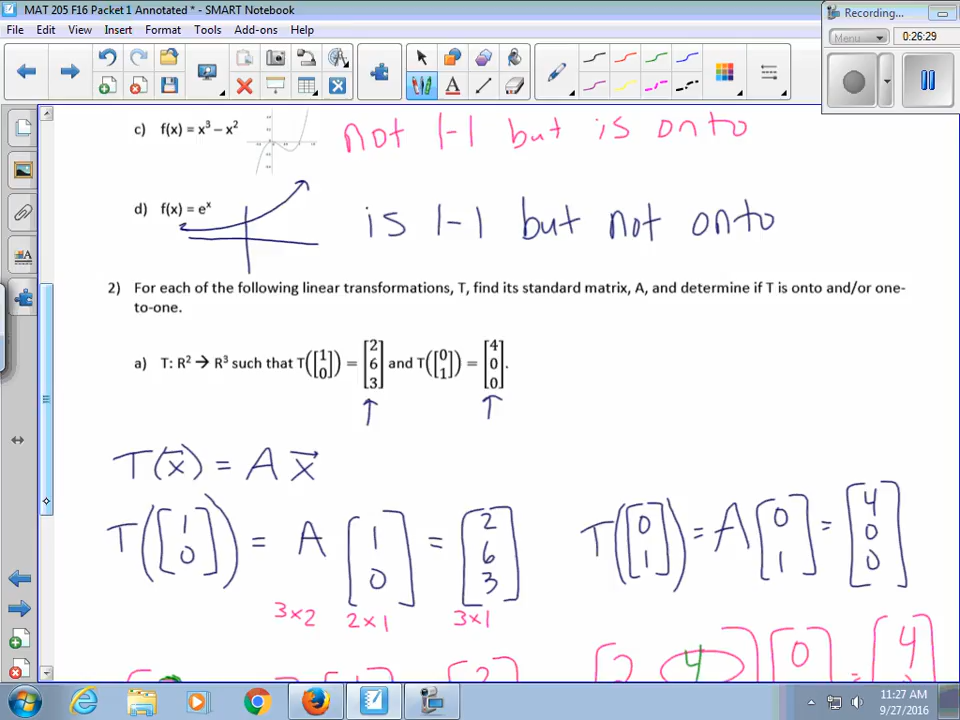 MAT 205 F16 Packet 1 Annotated * - SMART Notebook
Recording...
File Edit View Insert Format Tools Add-ons Help
Menu
0:26:29
c) f(x) = x³ – x²
not 1-1 but is onto
d) f(x) = eˣ
is 1-1 but not onto
2) For each of the following linear transformations, T, find its standard matrix, A, and determine if T is onto and/or one-
to-one.
a) T: R² → R³ such that T([1 0]) = [2 6 3] and T([0 1]) = [4 0 0].
T(x⃗) = A x⃗
T([1 0]) = A [1 0] = [2 6 3]
T([0 1]) = A [0 1] = [4 0 0]
3×2 2×1 3×1
2 4 0 = 4
11:27 AM
9/27/2016